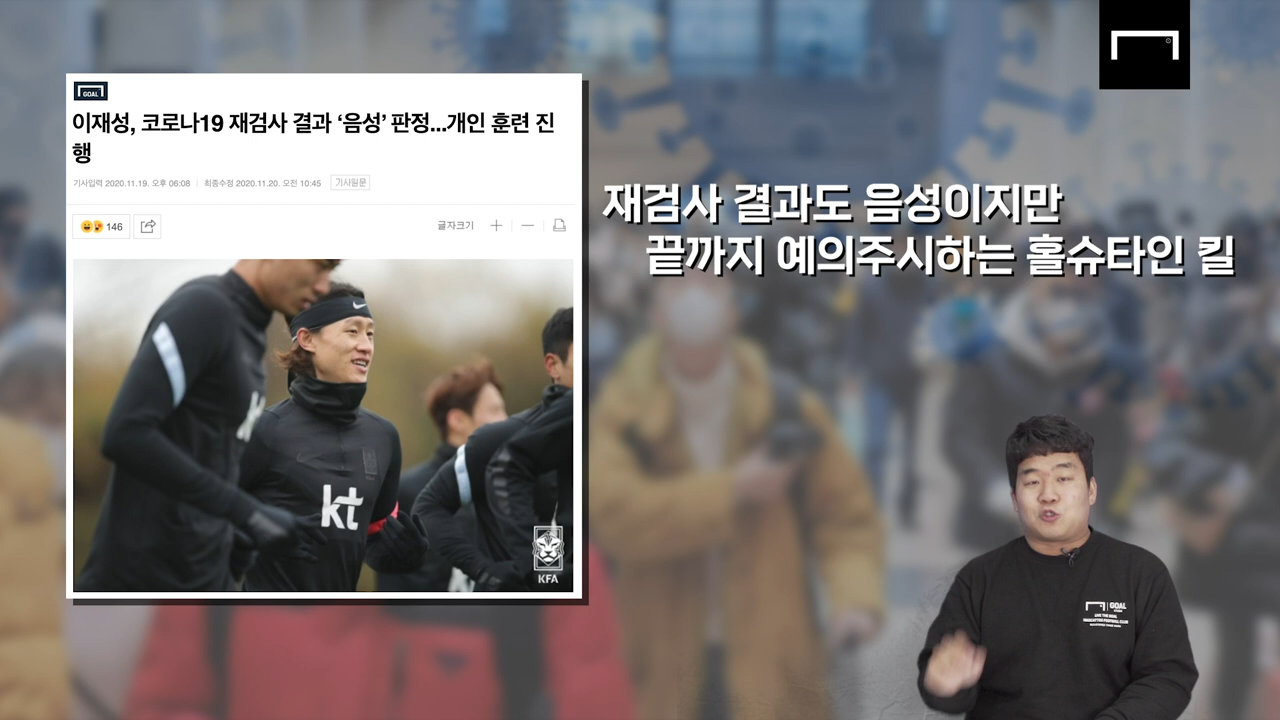 GOAL
이재성, 코로나19 재검사 결과 ‘음성’ 판정...개인 훈련 진
행
기사입력 2020.11.19. 오후 06:08 최종수정 2020.11.20. 오전 10:45 기사원문
146
글자크기
재검사 결과도 음성이지만
끝까지 예의주시하는 홀슈타인 킬
kt
KFA
GOAL
LIVE THE GOAL